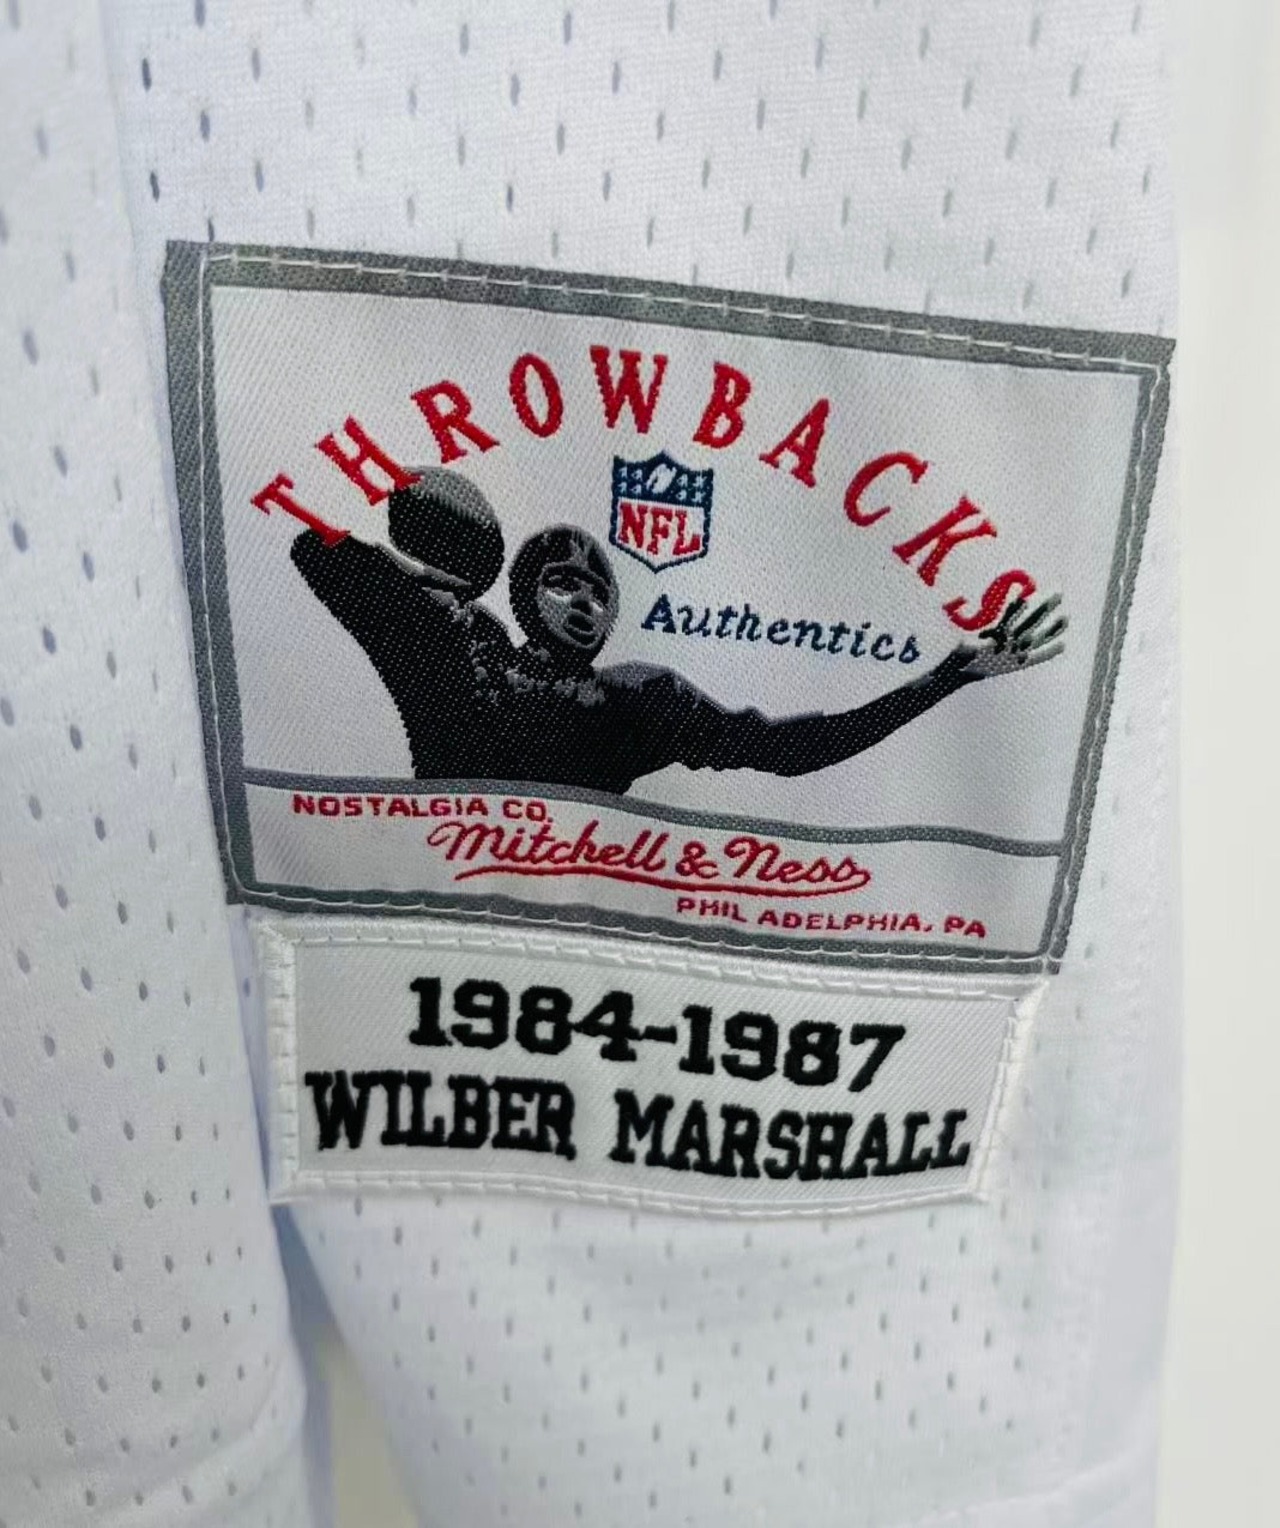 THROWBACKS
NFL
Authentics
NOSTALGIA CO.
Mitchell & Ness
PHILADELPHIA, PA
1984-1987
WILBER MARSHALL